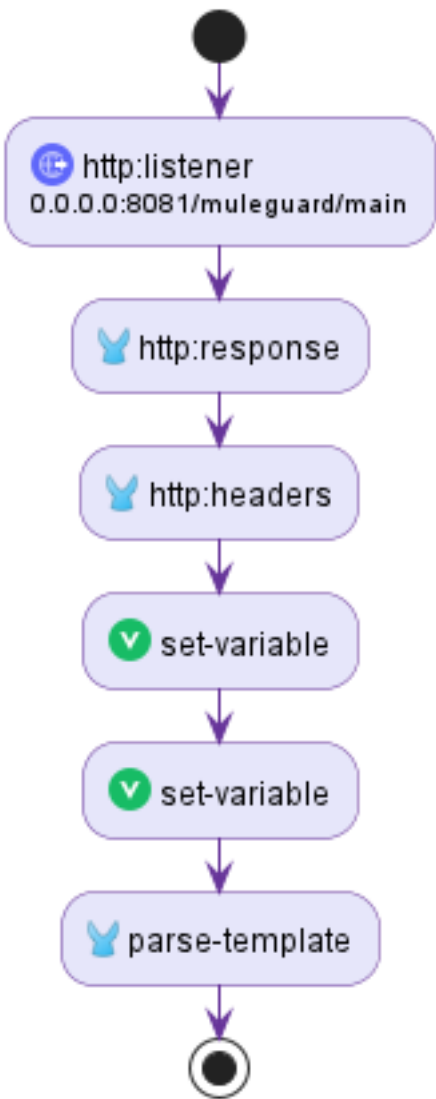 http:listener
0.0.0.0:8081/muleguard/main
http:response
http:headers
set-variable
set-variable
parse-template